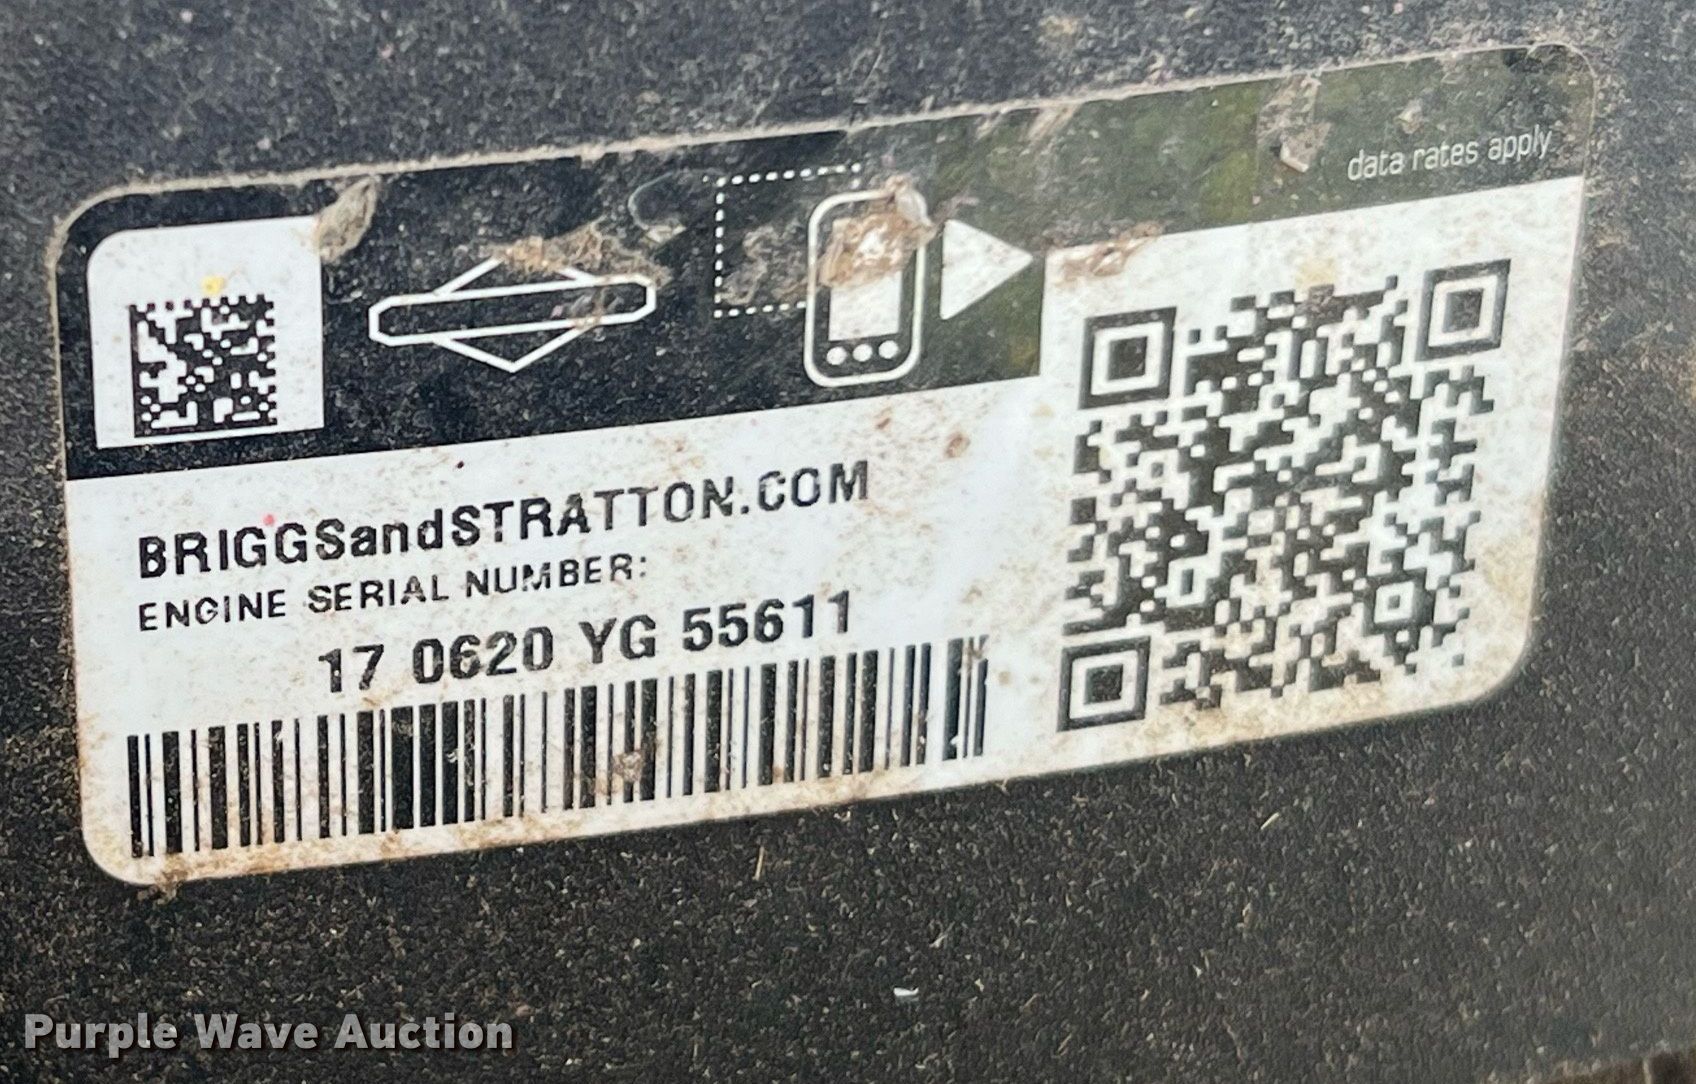 data rates apply
BRIGGSandSTRATTON.COM
ENGINE SERIAL NUMBER:
17 0620 YG 55611
Purple Wave Auction